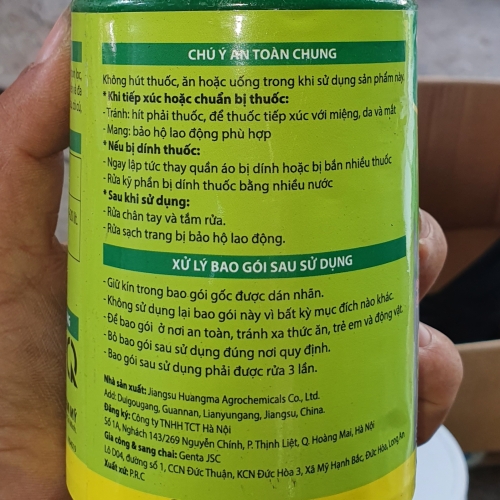 CHÚ Ý AN TOÀN CHUNG
Không hút thuốc, ăn hoặc uống trong khi sử dụng sản phẩm này.
* Khi tiếp xúc hoặc chuẩn bị thuốc:
- Tránh: hít phải thuốc, để thuốc tiếp xúc với miệng, da và mắt
- Mang: bảo hộ lao động phù hợp
* Nếu bị dính thuốc:
- Ngay lập tức thay quần áo bị dính hoặc bị bắn nhiều thuốc
- Rửa kỹ phần bị dính thuốc bằng nhiều nước
* Sau khi sử dụng:
- Rửa chân tay và tắm rửa.
- Rửa sạch trang bị bảo hộ lao động.
XỬ LÝ BAO GÓI SAU SỬ DỤNG
- Giữ kín trong bao gói gốc được dán nhãn.
- Không sử dụng lại bao gói này vì bất kỳ mục đích nào khác.
- Để bao gói ở nơi an toàn, tránh xa thức ăn, trẻ em và động vật.
- Bỏ bao gói sau sử dụng đúng nơi quy định.
- Bao gói sau sử dụng phải được rửa 3 lần.
Nhà sản xuất: Jiangsu Huangma Agrochemicals Co., Ltd.
Add: Duigougang, Guannan, Lianyungang, Jiangsu, China.
Đăng ký: Công ty TNHH TCT Hà Nội
Số 1A, Nghách 143/269 Nguyễn Chính, P. Thịnh Liệt, Q. Hoàng Mai, Hà Nội
Gia công & sang chai: Genta JSC
Lô D04, đường số 1, CCN Đức Thuận, KCN Đức Hòa 3, Xã Mỹ Hạnh Bắc, Đức Hòa, Long An
Xuất xứ: P.R.C